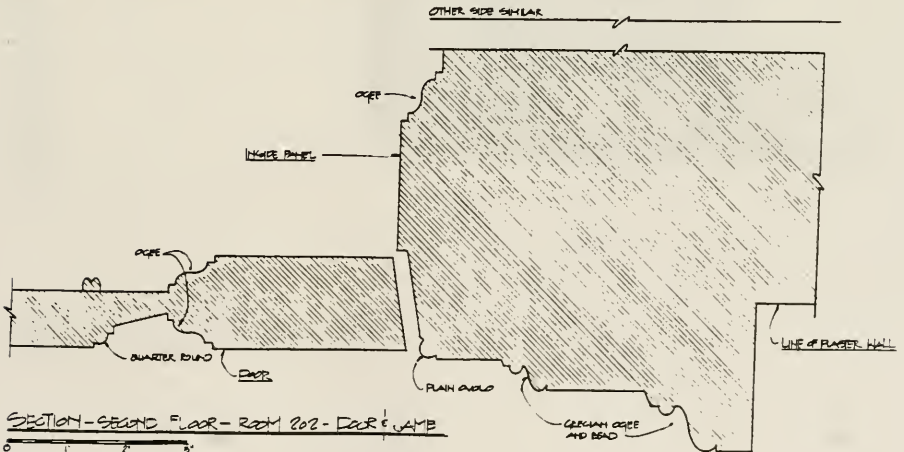 OTHER SIDE SIMILAR
OGEE
INSIDE PANEL
OGEE
QUARTER ROUND
DOOR
PLAIN OVOLO
LINE OF PLASTER WALL
GRECIAN OGEE
AND BEAD
SECTION - SECOND FLOOR - ROOM 202 - DOOR & JAMB
0 1" 2" 3"